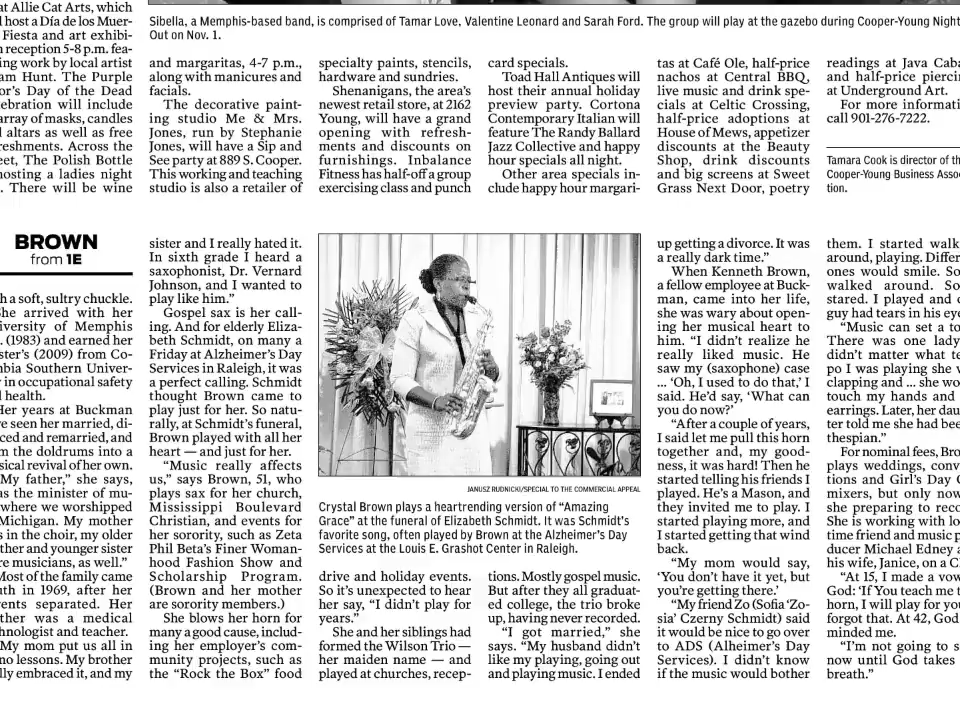 Sibella, a Memphis-based band, is comprised of Tamar Love, Valentine Leonard and Sarah Ford. The group will play at the gazebo during Cooper-Young Night
Out on Nov. 1.
at Allie Cat Arts, which
l host a Día de los Muer-
Fiesta and art exhibi-
n reception 5-8 p.m. fea-
ing work by local artist
am Hunt. The Purple
or's Day of the Dead
ebration will include
array of masks, candles
d altars as well as free
reshments. Across the
eet, The Polish Bottle
hosting a ladies night
. There will be wine
and margaritas, 4-7 p.m.,
along with manicures and
facials.
The decorative paint-
ing studio Me & Mrs.
Jones, run by Stephanie
Jones, will have a Sip and
See party at 889 S. Cooper.
This working and teaching
studio is also a retailer of
specialty paints, stencils,
hardware and sundries.
Shenanigans, the area's
newest retail store, at 2162
Young, will have a grand
opening with refresh-
ments and discounts on
furnishings. Inbalance
Fitness has half-off a group
exercising class and punch
card specials.
Toad Hall Antiques will
host their annual holiday
preview party. Cortona
Contemporary Italian will
feature The Randy Ballard
Jazz Collective and happy
hour specials all night.
Other area specials in-
clude happy hour margari-
tas at Café Ole, half-price
nachos at Central BBQ,
live music and drink spe-
cials at Celtic Crossing,
half-price adoptions at
House of Mews, appetizer
discounts at the Beauty
Shop, drink discounts
and big screens at Sweet
Grass Next Door, poetry
readings at Java Caba
and half-price piercin
at Underground Art.
For more informati
call 901-276-7222.
Tamara Cook is director of th
Cooper-Young Business Assoc
tion.
BROWN
from 1E
h a soft, sultry chuckle.
She arrived with her
iversity of Memphis
. (1983) and earned her
ster's (2009) from Co-
mbia Southern Univer-
y in occupational safety
d health.
Her years at Buckman
ve seen her married, di-
ced and remarried, and
m the doldrums into a
sical revival of her own.
"My father," she says,
as the minister of mu-
where we worshipped
Michigan. My mother
s in the choir, my older
ther and younger sister
re musicians, as well."
Most of the family came
uth in 1969, after her
ents separated. Her
ther was a medical
hnologist and teacher.
"My mom put us all in
no lessons. My brother
lly embraced it, and my
sister and I really hated it.
In sixth grade I heard a
saxophonist, Dr. Vernard
Johnson, and I wanted to
play like him."
Gospel sax is her call-
ing. And for elderly Eliza-
beth Schmidt, on many a
Friday at Alzheimer's Day
Services in Raleigh, it was
a perfect calling. Schmidt
thought Brown came to
play just for her. So natu-
rally, at Schmidt's funeral,
Brown played with all her
heart — and just for her.
"Music really affects
us," says Brown, 51, who
plays sax for her church,
Mississippi Boulevard
Christian, and events for
her sorority, such as Zeta
Phil Beta's Finer Woman-
hood Fashion Show and
Scholarship Program.
(Brown and her mother
are sorority members.)
She blows her horn for
many a good cause, includ-
ing her employer's com-
munity projects, such as
the "Rock the Box" food
JANUSZ RUDNICKI/SPECIAL TO THE COMMERCIAL APPEAL
Crystal Brown plays a heartrending version of "Amazing
Grace" at the funeral of Elizabeth Schmidt. It was Schmidt's
favorite song, often played by Brown at the Alzheimer's Day
Services at the Louis E. Grashot Center in Raleigh.
drive and holiday events.
So it's unexpected to hear
her say, "I didn't play for
years."
She and her siblings had
formed the Wilson Trio —
her maiden name — and
played at churches, recep-
tions. Mostly gospel music.
But after they all graduat-
ed college, the trio broke
up, having never recorded.
"I got married," she
says. "My husband didn't
like my playing, going out
and playing music. I ended
up getting a divorce. It was
a really dark time."
When Kenneth Brown,
a fellow employee at Buck-
man, came into her life,
she was wary about open-
ing her musical heart to
him. "I didn't realize he
really liked music. He
saw my (saxophone) case
... 'Oh, I used to do that,' I
said. He'd say, 'What can
you do now?'
"After a couple of years,
I said let me pull this horn
together and, my good-
ness, it was hard! Then he
started telling his friends I
played. He's a Mason, and
they invited me to play. I
started playing more, and
I started getting that wind
back.
"My mom would say,
'You don't have it yet, but
you're getting there.'
"My friend Zo (Sofia 'Zo-
sia' Czerny Schmidt) said
it would be nice to go over
to ADS (Alheimer's Day
Services). I didn't know
if the music would bother
them. I started walk
around, playing. Differ
ones would smile. So
walked around. So
stared. I played and o
guy had tears in his eye
"Music can set a to
There was one lady
didn't matter what te
po I was playing she w
clapping and ... she wo
touch my hands and
earrings. Later, her dau
ter told me she had bee
thespian."
For nominal fees, Bro
plays weddings, conv
tions and Girl's Day O
mixers, but only now
she preparing to reco
She is working with lo
time friend and music p
ducer Michael Edney a
his wife, Janice, on a C
"At 15, I made a vow
God: 'If You teach me t
horn, I will play for you
forgot that. At 42, God
minded me.
"I'm not going to s
now until God takes
breath."